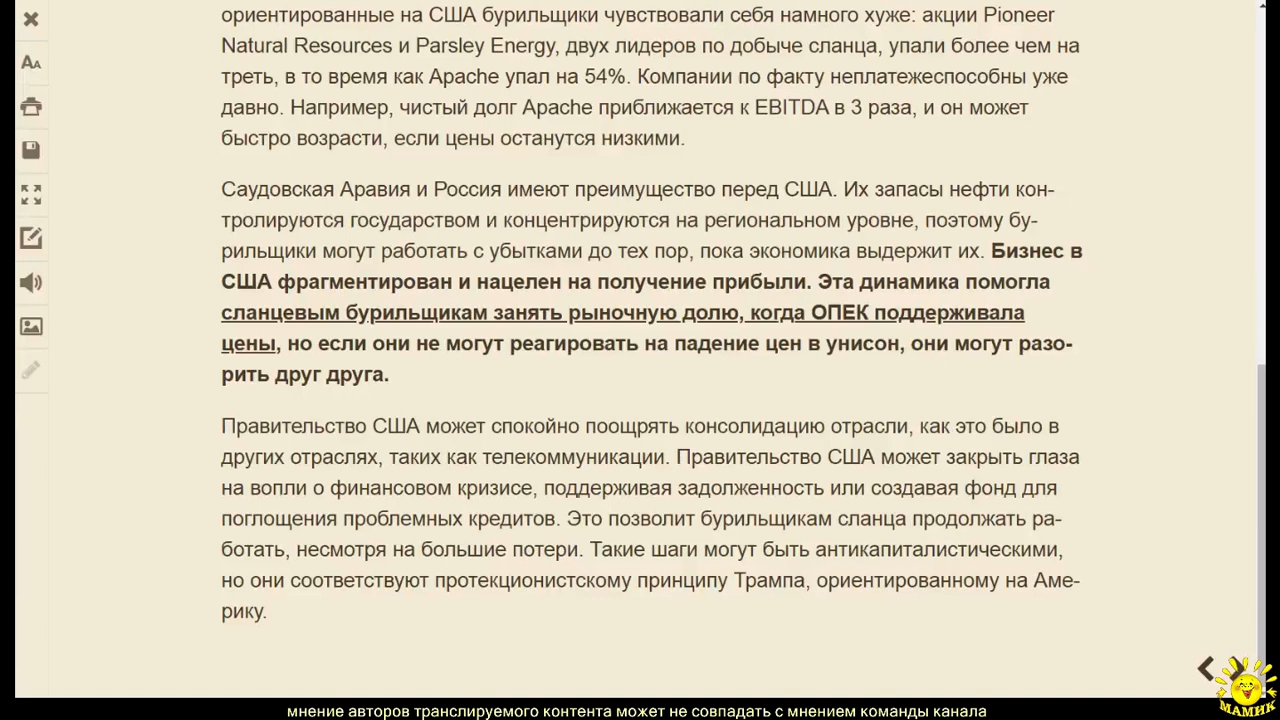 ориентированные на США бурильщики чувствовали себя намного хуже: акции Pioneer
Natural Resources и Parsley Energy, двух лидеров по добыче сланца, упали более чем на
треть, в то время как Apache упал на 54%. Компании по факту неплатежеспособны уже
давно. Например, чистый долг Apache приближается к EBITDA в 3 раза, и он может
быстро возрасти, если цены останутся низкими.
Саудовская Аравия и Россия имеют преимущество перед США. Их запасы нефти кон-
тролируются государством и концентрируются на региональном уровне, поэтому бу-
рильщики могут работать с убытками до тех пор, пока экономика выдержит их. Бизнес в
США фрагментирован и нацелен на получение прибыли. Эта динамика помогла
сланцевым бурильщикам занять рыночную долю, когда ОПЕК поддерживала
цены, но если они не могут реагировать на падение цен в унисон, они могут разо-
рить друг друга.
Правительство США может спокойно поощрять консолидацию отрасли, как это было в
других отраслях, таких как телекоммуникации. Правительство США может закрыть глаза
на вопли о финансовом кризисе, поддерживая задолженность или создавая фонд для
поглощения проблемных кредитов. Это позволит бурильщикам сланца продолжать ра-
ботать, несмотря на большие потери. Такие шаги могут быть антикапиталистическими,
но они соответствуют протекционистскому принципу Трампа, ориентированному на Аме-
рику.
МАМИК
мнение авторов транслируемого контента может не совпадать с мнением команды канала